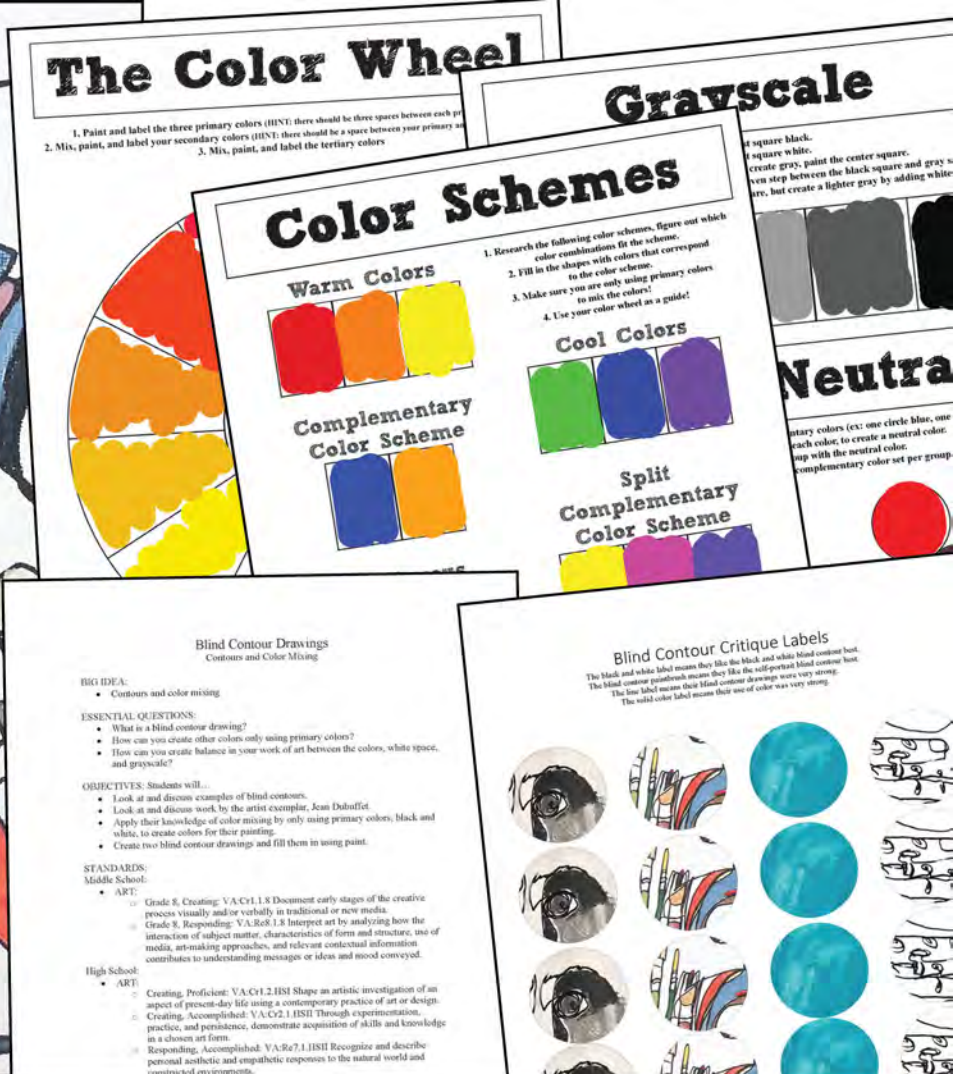 The Color Wheel
1. Paint and label the three primary colors (HINT: there should be three spaces between each
2. Mix, paint, and label your secondary colors (HINT: there should be a space between your primary
3. Mix, paint, and label the tertiary colors
Grayscale
square black.
square white.
create gray, paint the center square.
step between the black square and gray
but create a lighter gray by adding white
Color Schemes
1. Research the following color schemes, figure out which
color combinations fit the scheme.
2. Fill in the shapes with colors that correspond
to the color scheme.
3. Make sure you are only using primary colors
to mix the colors!
4. Use your color wheel as a guide!
Warm Colors
Cool Colors
Complementary
Color Scheme
Split
Complementary
Color Scheme
Neutra
colors (ex: one circle blue, one
each color, to create a neutral color.
with the neutral color.
complementary color set per group.
Blind Contour Drawings
Contours and Color Mixing
BIG IDEA:
• Contours and color mixing
ESSENTIAL QUESTIONS:
• What is a blind contour drawing?
• How can you create other colors only using primary colors?
• How can you create balance in your work of art between the colors, white space,
and grayscale?
OBJECTIVES: Students will…
• Look at and discuss examples of blind contours.
• Look at and discuss work by the artist exemplar, Jean Dubuffet.
• Apply their knowledge of color mixing by only using primary colors, black and
white, to create colors for their painting.
• Create two blind contour drawings and fill them in using paint.
STANDARDS:
Middle School:
• ART:
○ Grade 8, Creating: VA:Cr1.1.8 Document early stages of the creative
process visually and/or verbally in traditional or new media.
○ Grade 8, Responding: VA:Re8.1.8 Interpret art by analyzing how the
interaction of subject matter, characteristics of form and structure, use of
media, art-making approaches, and relevant contextual information
contributes to understanding messages or ideas and mood conveyed.
High School:
• ART:
○ Creating, Proficient: VA:Cr1.2.HSI Shape an artistic investigation of an
aspect of present-day life using a contemporary practice of art or design.
○ Creating, Accomplished: VA:Cr2.1.HSII Through experimentation,
practice, and persistence, demonstrate acquisition of skills and knowledge
in a chosen art form.
○ Responding, Accomplished: VA:Re7.1.HSII Recognize and describe
personal aesthetic and empathetic responses to the natural world and
constructed environments.
Blind Contour Critique Labels
The black and white label means they like the black and white blind contour best.
The blind contour paintbrush means they like the self-portrait blind contour best.
The line label means their blind contour drawings were very strong.
The solid color label means their use of color was very strong.